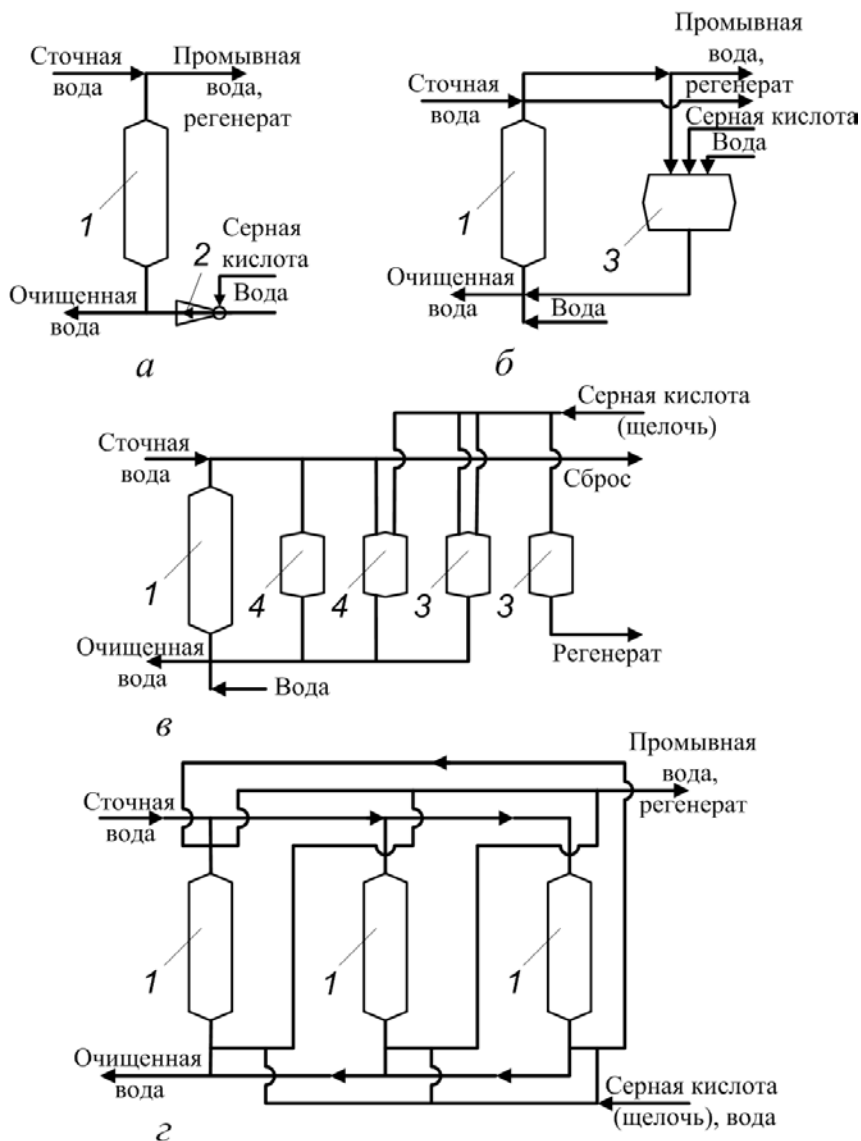 Сточная
вода
Промывная
вода,
регенерат
1
2
Серная
кислота
Вода
Очищенная
вода
а
Промывная
вода,
регенерат
Сточная
вода
Серная кислота
Вода
1
3
Очищенная
вода
Вода
б
Серная кислота
(щелочь)
Сточная
вода
Сброс
1
4
4
3
3
Очищенная
вода
Вода
Регенерат
в
Промывная
вода,
регенерат
Сточная
вода
1
1
1
Очищенная
вода
Серная кислота
(щелочь), вода
г